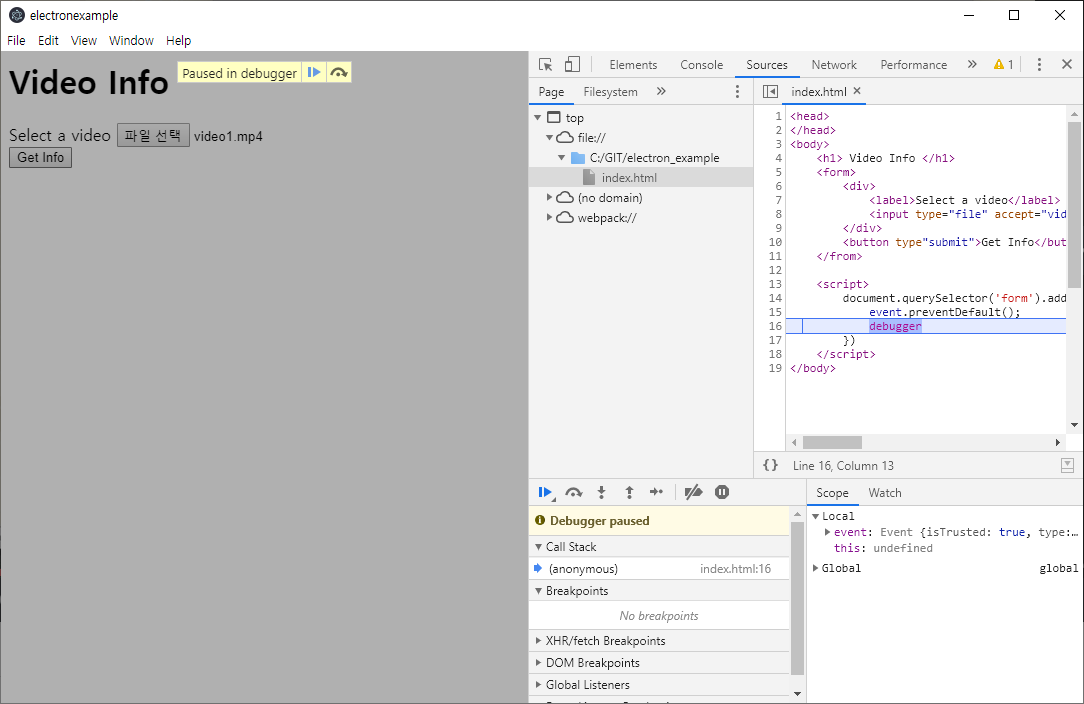 electronexample
File Edit View Window Help
Video Info
Paused in debugger
Select a video 파일 선택 video1.mp4
Get Info
Elements Console Sources Network Performance » 1
Page Filesystem »
index.html
top
file://
C:/GIT/electron_example
index.html
(no domain)
webpack://
1 <head>
2 </head>
3 <body>
4 <h1> Video Info </h1>
5 <form>
6 <div>
7 <label>Select a video</label>
8 <input type="file" accept="vid
9 </div>
10 <button type"submit">Get Info</but
11 </from>
12
13 <script>
14 document.querySelector('form').add
15 event.preventDefault();
16 debugger
17 })
18 </script>
19 </body>
{} Line 16, Column 13
Debugger paused
Call Stack
(anonymous) index.html:16
Breakpoints
No breakpoints
XHR/fetch Breakpoints
DOM Breakpoints
Global Listeners
Scope Watch
Local
event: Event {isTrusted: true, type:…
this: undefined
Global global